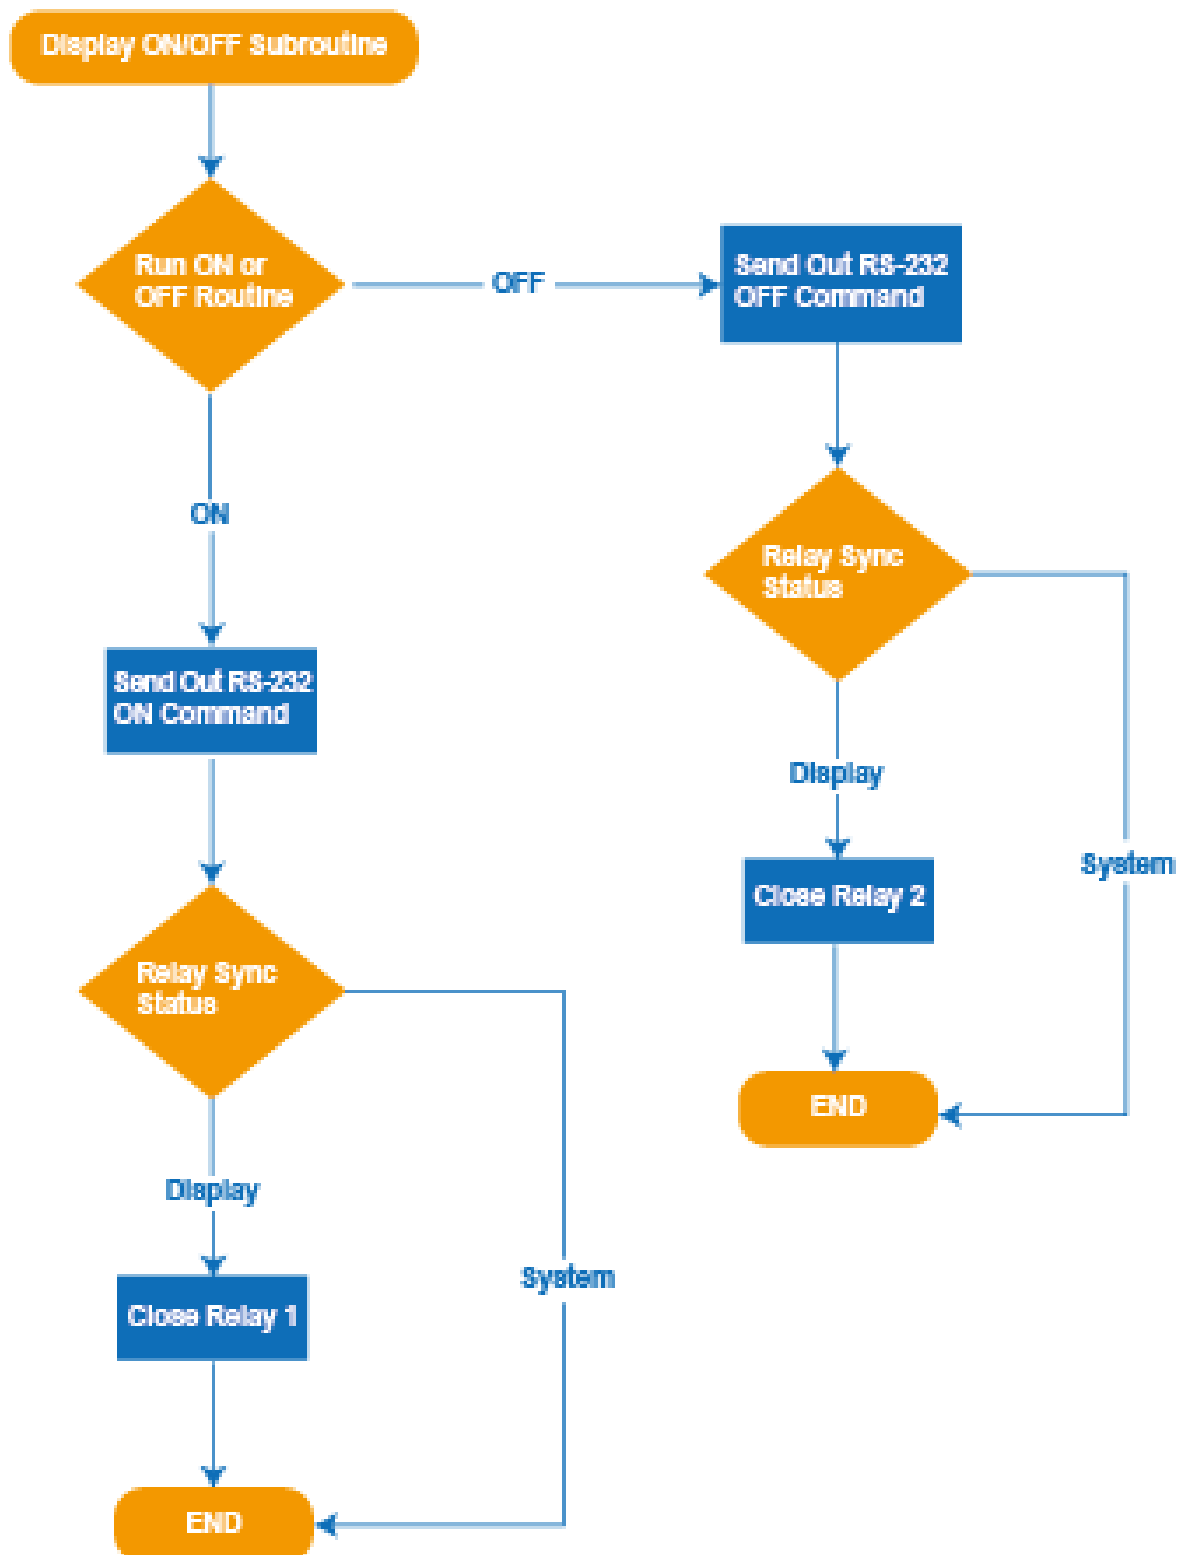 Display ON/OFF Subroutine
Run ON or
OFF Routine
OFF
Send Out RS-232
OFF Command
ON
Relay Sync
Status
Send Out RS-232
ON Command
Display
System
Close Relay 2
Relay Sync
Status
END
Display
System
Close Relay 1
END